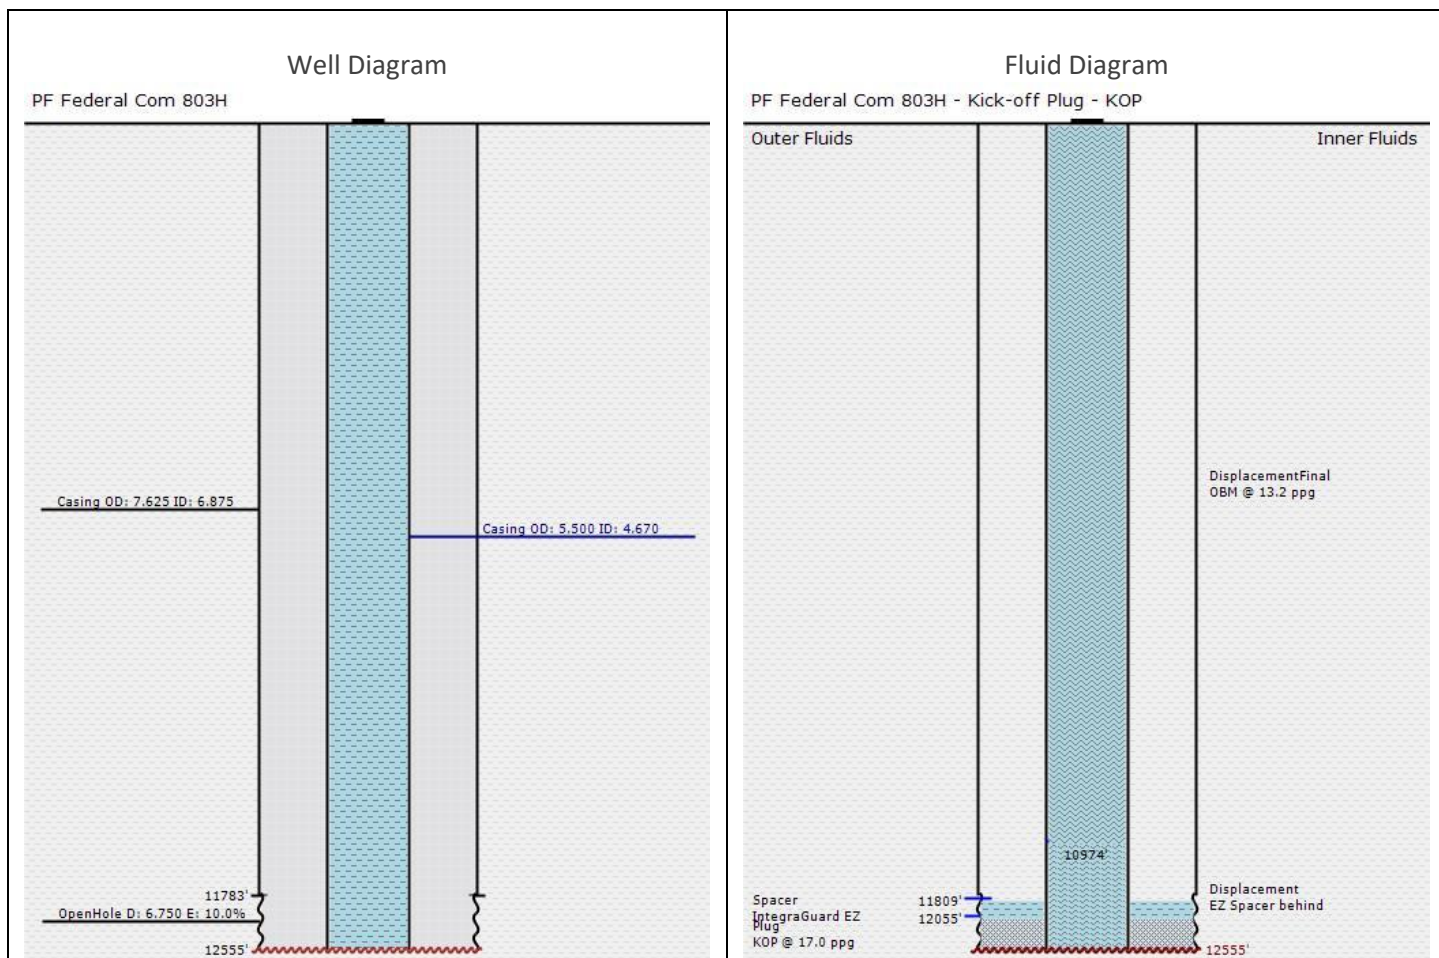 Well Diagram
PF Federal Com 803H
Casing OD: 7.625 ID: 6.875
Casing OD: 5.500 ID: 4.670
11783'
OpenHole D: 6.750 E: 10.0%
12555'
Fluid Diagram
PF Federal Com 803H - Kick-off Plug - KOP
Outer Fluids
Inner Fluids
DisplacementFinal
OBM @ 13.2 ppg
10974'
Spacer
11809'
IntegraGuard EZ
12055'
Plug
KOP @ 17.0 ppg
Displacement
EZ Spacer behind
12555'